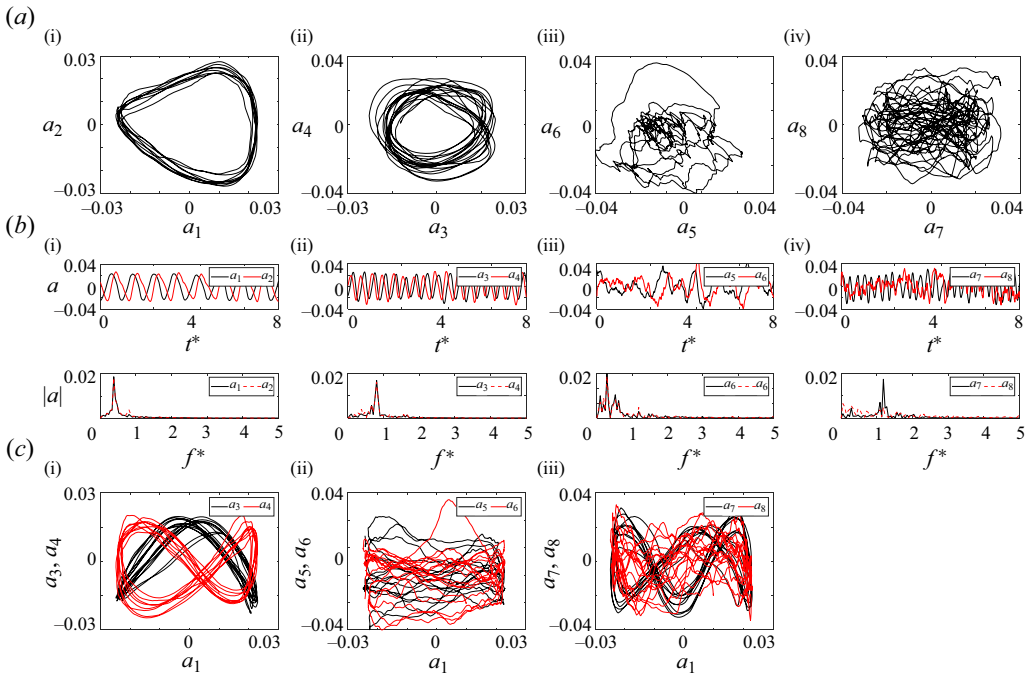 (a)
(i) (ii) (iii) (iv)
0.03 0.04 0.04 0.04
a2 0 a4 0 a6 0 a8 0
−0.03 −0.04 −0.04 −0.04
−0.03 0 0.03 −0.03 0 0.03 −0.04 0 0.04 −0.03 0 0.04
a1 a3 a5 a7
(b)
(i) (ii) (iii) (iv)
0.04 a1 a2 0.04 a3 a4 0.04 a5 a6 0.04 a7 a8
a 0 0 0 0
−0.04 −0.04 −0.04 −0.04
0 4 8 0 4 8 0 4 8 0 4 8
t* t* t* t*
0.02 a1 a2 0.02 a3 a4 0.02 a6 a6 0.02 a7 a8
|a|
0 1 2 3 4 5 0 1 2 3 4 5 0 1 2 3 4 5 0 1 2 3 4 5
f* f* f* f*
(c)
(i) (ii) (iii)
0.03 a3 a4 0.04 a5 a6 0.04 a7 a8
a3, a4 0 a5, a6 0 a7, a8 0
−0.03 −0.04 −0.04
−0.03 0 0.03 −0.03 0 0.03 −0.03 0 0.03
a1 a1 a1